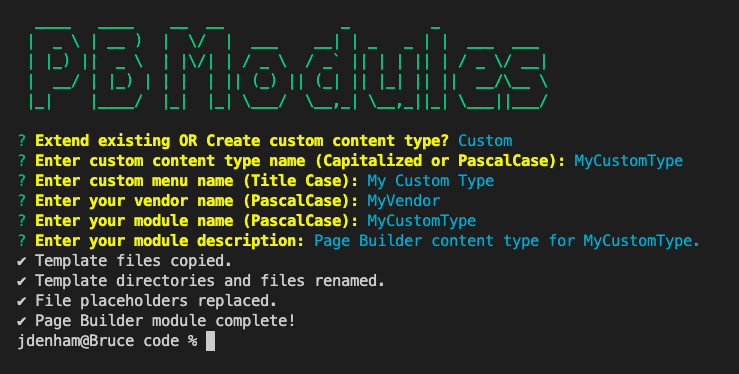 PB Modules
? Extend existing OR Create custom content type? Custom
? Enter custom content type name (Capitalized or PascalCase): MyCustomType
? Enter custom menu name (Title Case): My Custom Type
? Enter your vendor name (PascalCase): MyVendor
? Enter your module name (PascalCase): MyCustomType
? Enter your module description: Page Builder content type for MyCustomType.
✔ Template files copied.
✔ Template directories and files renamed.
✔ File placeholders replaced.
✔ Page Builder module complete!
jdenham@Bruce code %